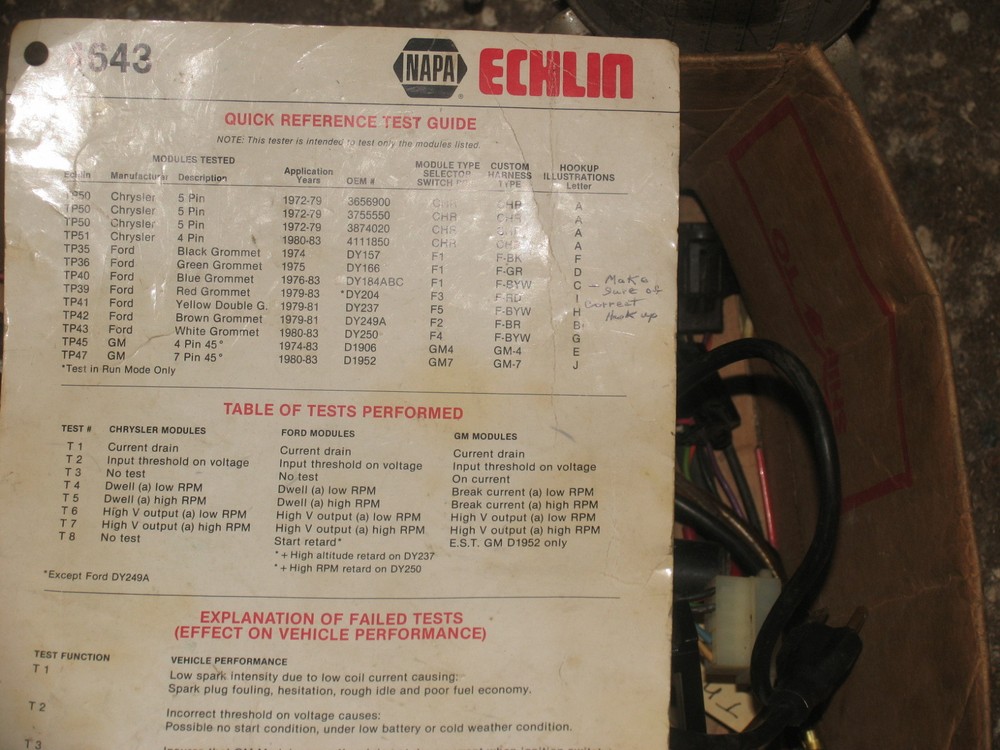 4643
NAPA ECHLIN
QUICK REFERENCE TEST GUIDE
NOTE: This tester is intended to test only the modules listed.
MODULES TESTED
Echlin Manufacturer Description Application Years OEM # MODULE TYPE SELECTOR SWITCH CUSTOM HARNESS TYPE HOOKUP ILLUSTRATIONS Letter
TP50 Chrysler 5 Pin 1972-79 3656900 CHR CHR A
TP50 Chrysler 5 Pin 1972-79 3755550 CHR CHR A
TP50 Chrysler 5 Pin 1972-79 3874020 CHR CHR A
TP51 Chrysler 4 Pin 1980-83 4111850 CHR CHR A
TP35 Ford Black Grommet 1974 DY157 F1 F-BK F
TP36 Ford Green Grommet 1975 DY166 F1 F-GR D
TP40 Ford Blue Grommet 1976-83 DY184ABC F1 F-BYW C - Make
TP39 Ford Red Grommet 1979-83 *DY204 F3 F-RD I Sure of
TP41 Ford Yellow Double G. 1979-81 DY237 F5 F-BYW H Correct
TP42 Ford Brown Grommet 1979-81 DY249A F2 F-BR B Hook up
TP43 Ford White Grommet 1980-83 DY250 F4 F-BYW G
TP45 GM 4 Pin 45° 1974-83 D1906 GM4 GM-4 E
TP47 GM 7 Pin 45° 1980-83 D1952 GM7 GM-7 J
*Test in Run Mode Only
TABLE OF TESTS PERFORMED
TEST # CHRYSLER MODULES FORD MODULES GM MODULES
T 1 Current drain Current drain Current drain
T 2 Input threshold on voltage Input threshold on voltage Input threshold on voltage
T 3 No test No test On current
T 4 Dwell (a) low RPM Dwell (a) low RPM Break current (a) low RPM
T 5 Dwell (a) high RPM Dwell (a) high RPM Break current (a) high RPM
T 6 High V output (a) low RPM High V output (a) low RPM High V output (a) low RPM
T 7 High V output (a) high RPM High V output (a) high RPM High V output (a) high RPM
T 8 No test Start retard* E.S.T. GM D1952 only
*+ High altitude retard on DY237
*+ High RPM retard on DY250
*Except Ford DY249A
EXPLANATION OF FAILED TESTS
(EFFECT ON VEHICLE PERFORMANCE)
TEST FUNCTION VEHICLE PERFORMANCE
T 1 Low spark intensity due to low coil current causing:
Spark plug fouling, hesitation, rough idle and poor fuel economy.
T 2 Incorrect threshold on voltage causes:
Possible no start condition, under low battery or cold weather condition.
T 3